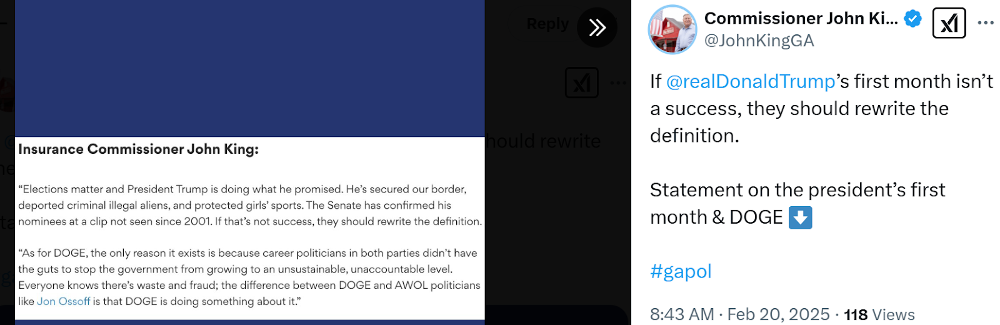 Reply
hould rewrite
Insurance Commissioner John King:
“Elections matter and President Trump is doing what he promised. He’s secured our border,
deported criminal illegal aliens, and protected girls’ sports. The Senate has confirmed his
nominees at a clip not seen since 2001. If that’s not success, they should rewrite the definition.
“As for DOGE, the only reason it exists is because career politicians in both parties didn’t have
the guts to stop the government from growing to an unsustainable, unaccountable level.
Everyone knows there’s waste and fraud; the difference between DOGE and AWOL politicians
like Jon Ossoff is that DOGE is doing something about it.”
Commissioner John Ki...
@JohnKingGA
If @realDonaldTrump’s first month isn’t
a success, they should rewrite the
definition.
Statement on the president’s first
month & DOGE ⬇️
#gapol
8:43 AM · Feb 20, 2025 · 118 Views